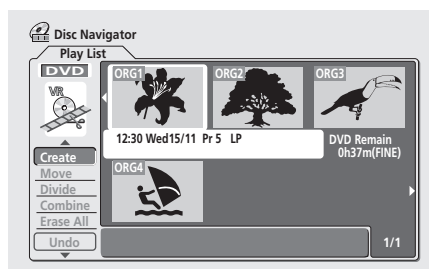 Disc Navigator
Play List
DVD
VR
ORG1
ORG2
ORG3
12:30 Wed15/11 Pr 5 LP
DVD Remain
0h37m(FINE)
Create
Move
Divide
Combine
Erase All
Undo
ORG4
1/1